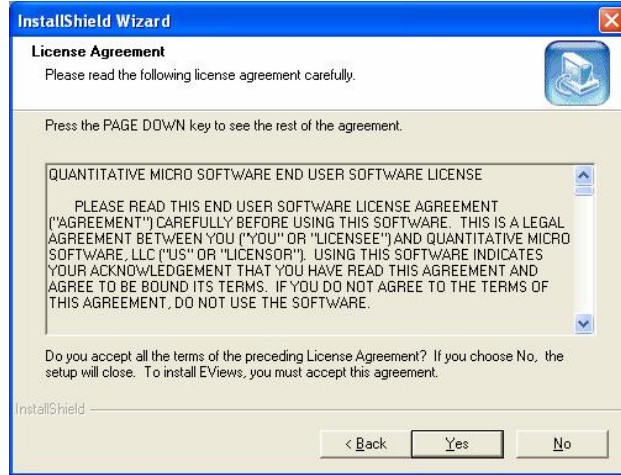 InstallShield Wizard
License Agreement
Please read the following license agreement carefully.
Press the PAGE DOWN key to see the rest of the agreement.
QUANTITATIVE MICRO SOFTWARE END USER SOFTWARE LICENSE
PLEASE READ THIS END USER SOFTWARE LICENSE AGREEMENT
("AGREEMENT") CAREFULLY BEFORE USING THIS SOFTWARE. THIS IS A LEGAL
AGREEMENT BETWEEN YOU ("YOU" OR "LICENSEE") AND QUANTITATIVE MICRO
SOFTWARE, LLC ("US" OR "LICENSOR"). USING THIS SOFTWARE INDICATES
YOUR ACKNOWLEDGEMENT THAT YOU HAVE READ THIS AGREEMENT AND
AGREE TO BE BOUND ITS TERMS. IF YOU DO NOT AGREE TO THE TERMS OF
THIS AGREEMENT, DO NOT USE THE SOFTWARE.
Do you accept all the terms of the preceding License Agreement? If you choose No, the
setup will close. To install EViews, you must accept this agreement.
InstallShield
< Back Yes No